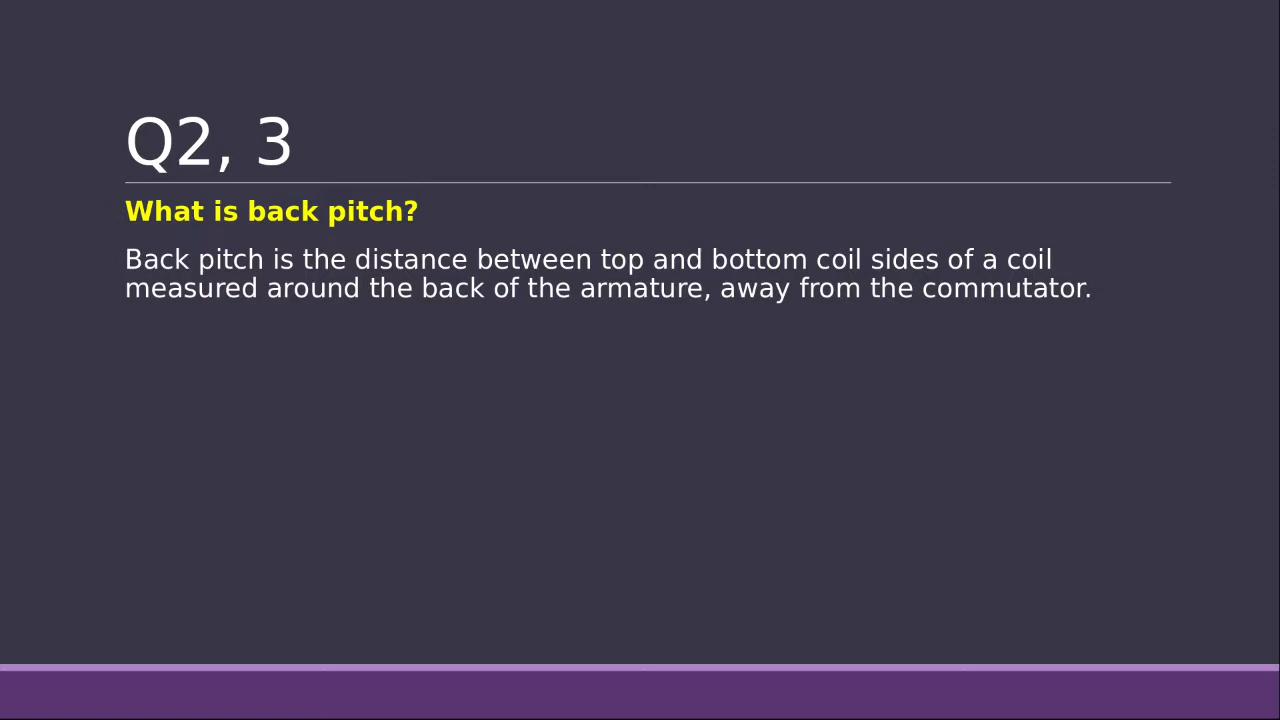 Q2, 3
What is back pitch?
Back pitch is the distance between top and bottom coil sides of a coil
measured around the back of the armature, away from the commutator.